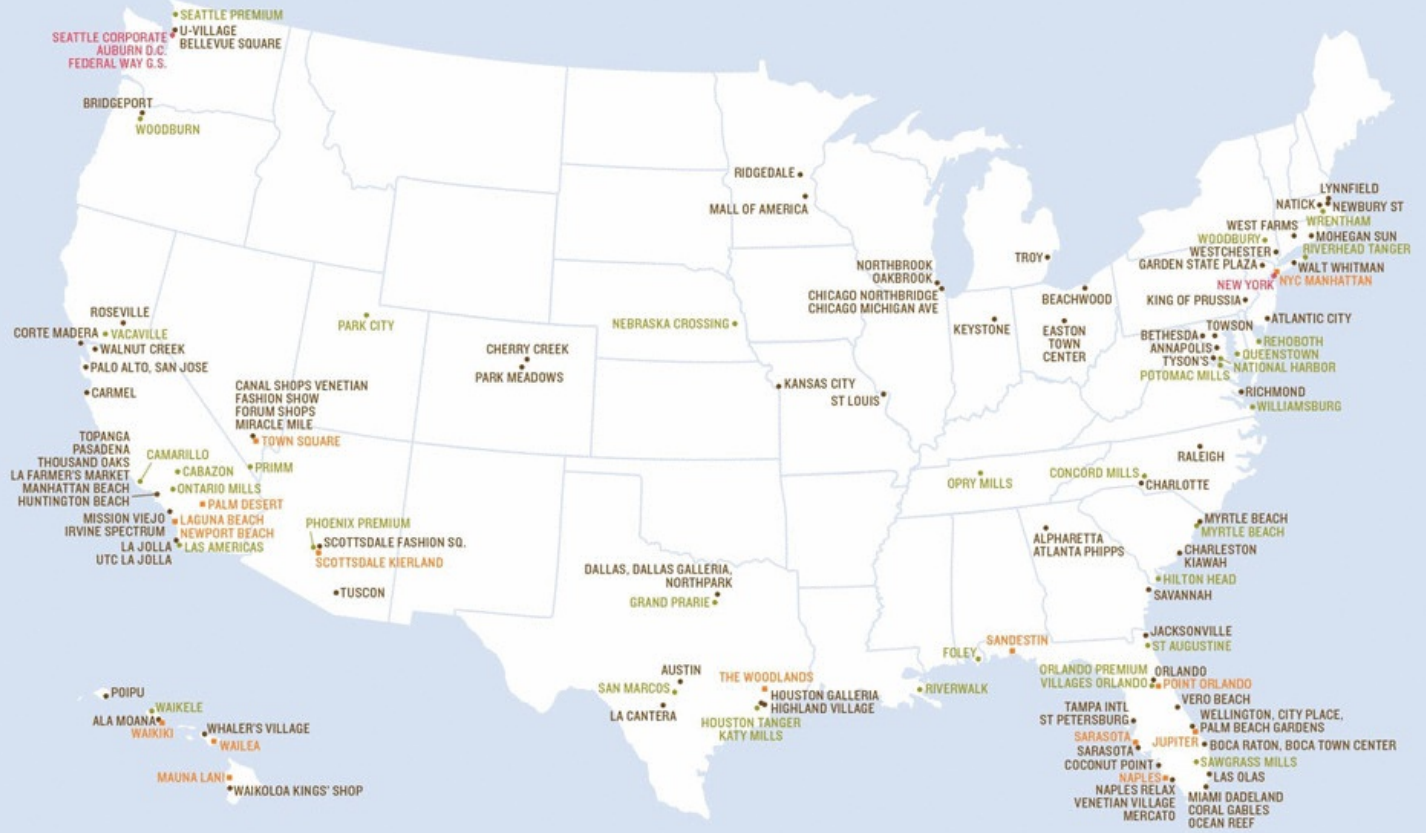 SEATTLE PREMIUM
U-VILLAGE
BELLEVUE SQUARE
SEATTLE CORPORATE
AUBURN D.C.
FEDERAL WAY G.S.
BRIDGEPORT
WOODBURN
ROSEVILLE
CORTE MADERA
VACAVILLE
WALNUT CREEK
PALO ALTO, SAN JOSE
CARMEL
TOPANGA
PASADENA
THOUSAND OAKS
LA FARMER'S MARKET
MANHATTAN BEACH
HUNTINGTON BEACH
CAMARILLO
CABAZON
ONTARIO MILLS
PALM DESERT
MISSION VIEJO
IRVINE SPECTRUM
LAGUNA BEACH
NEWPORT BEACH
LA JOLLA
UTC LA JOLLA
LAS AMERICAS
CANAL SHOPS VENETIAN
FASHION SHOW
FORUM SHOPS
MIRACLE MILE
TOWN SQUARE
PRIMM
PARK CITY
PHOENIX PREMIUM
SCOTTSDALE FASHION SQ.
SCOTTSDALE KIERLAND
TUSCON
CHERRY CREEK
PARK MEADOWS
NEBRASKA CROSSING
RIDGEDALE
MALL OF AMERICA
NORTHBROOK
OAKBROOK
CHICAGO NORTHBRIDGE
CHICAGO MICHIGAN AVE
KANSAS CITY
ST LOUIS
TROY
BEACHWOOD
KEYSTONE
EASTON
TOWN
CENTER
LYNNFIELD
NATICK
NEWBURY ST
WRENTHAM
WEST FARMS
WOODBURY
MOHEGAN SUN
WESTCHESTER
RIVERHEAD TANGER
GARDEN STATE PLAZA
WALT WHITMAN
NEW YORK
NYC MANHATTAN
KING OF PRUSSIA
ATLANTIC CITY
TOWSON
BETHESDA
REHOBOTH
ANNAPOLIS
QUEENSTOWN
TYSON'S
NATIONAL HARBOR
POTOMAC MILLS
RICHMOND
WILLIAMSBURG
RALEIGH
OPRY MILLS
CONCORD MILLS
CHARLOTTE
MYRTLE BEACH
MYRTLE BEACH
ALPHARETTA
ATLANTA PHIPPS
CHARLESTON
KIAWAH
HILTON HEAD
SAVANNAH
DALLAS, DALLAS GALLERIA,
NORTHPARK
GRAND PRARIE
AUSTIN
SAN MARCOS
LA CANTERA
THE WOODLANDS
HOUSTON GALLERIA
HIGHLAND VILLAGE
HOUSTON TANGER
KATY MILLS
RIVERWALK
FOLEY
SANDESTIN
JACKSONVILLE
ST AUGUSTINE
ORLANDO PREMIUM
VILLAGES ORLANDO
ORLANDO
POINT ORLANDO
VERO BEACH
TAMPA INTL
ST PETERSBURG
WELLINGTON, CITY PLACE,
PALM BEACH GARDENS
SARASOTA
JUPITER
SARASOTA
BOCA RATON, BOCA TOWN CENTER
COCONUT POINT
SAWGRASS MILLS
NAPLES
LAS OLAS
NAPLES RELAX
VENETIAN VILLAGE
MERCATO
MIAMI DADELAND
CORAL GABLES
OCEAN REEF
POIPU
WAIKELE
ALA MOANA
WAIKIKI
WHALER'S VILLAGE
WAILEA
MAUNA LANI
WAIKOLOA KINGS' SHOP